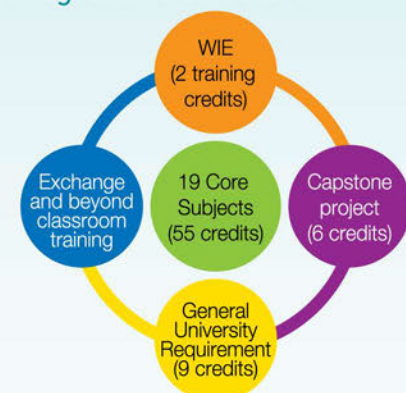 WIE
(2 training
credits)
Exchange
and beyond
classroom
training
19 Core
Subjects
(55 credits)
Capstone
project
(6 credits)
General
University
Requirement
(9 credits)